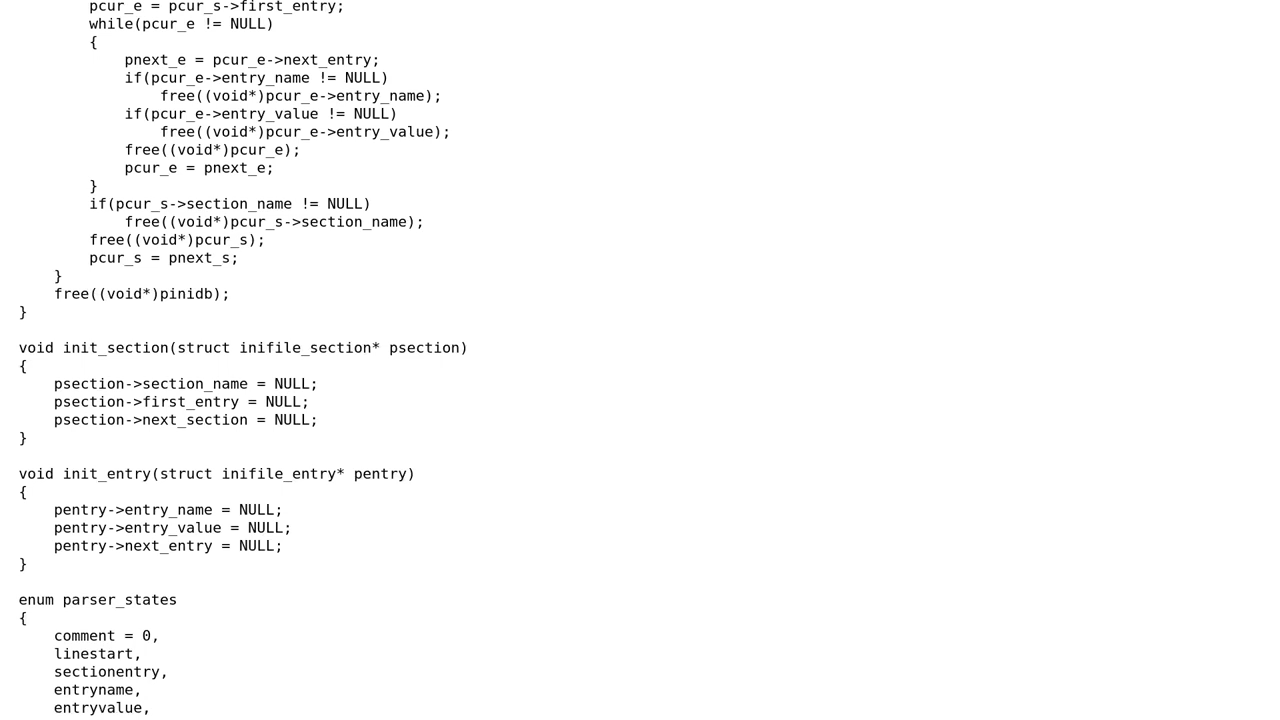 pcur_e = pcur_s->first_entry;
        while(pcur_e != NULL)
        {
            pnext_e = pcur_e->next_entry;
            if(pcur_e->entry_name != NULL)
                free((void*)pcur_e->entry_name);
            if(pcur_e->entry_value != NULL)
                free((void*)pcur_e->entry_value);
            free((void*)pcur_e);
            pcur_e = pnext_e;
        }
        if(pcur_s->section_name != NULL)
            free((void*)pcur_s->section_name);
        free((void*)pcur_s);
        pcur_s = pnext_s;
    }
    free((void*)pinidb);
}

void init_section(struct inifile_section* psection)
{
    psection->section_name = NULL;
    psection->first_entry = NULL;
    psection->next_section = NULL;
}

void init_entry(struct inifile_entry* pentry)
{
    pentry->entry_name = NULL;
    pentry->entry_value = NULL;
    pentry->next_entry = NULL;
}

enum parser_states
{
    comment = 0,
    linestart,
    sectionentry,
    entryname,
    entryvalue,